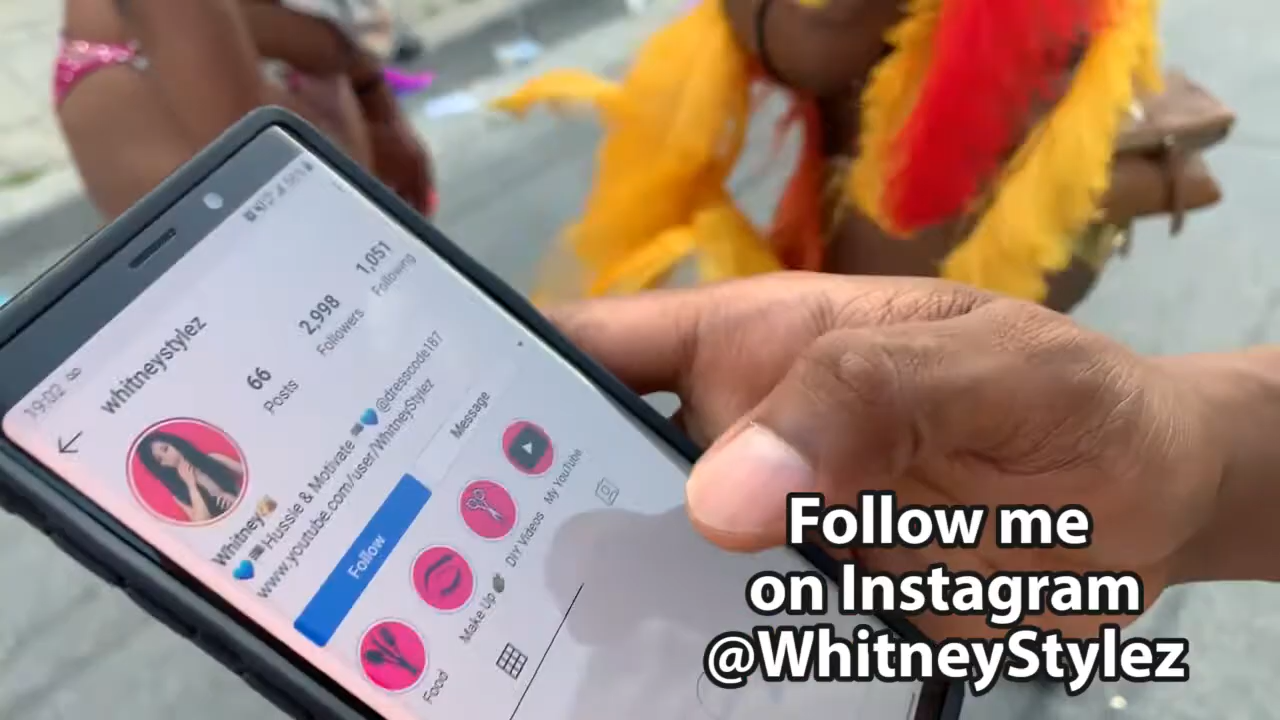 19:02
whitneystylez
66
Posts
2,998
Followers
1,051
Following
Whitney
Hussle & Motivate @dresscode187
www.youtube.com/user/WhitneyStylez
Follow
Message
Food
Make Up
DIY Videos
My YouTube
Follow me
on Instagram
@WhitneyStylez